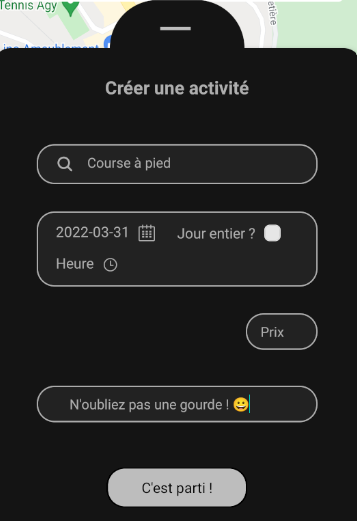 Tennis Agy
ine Ameublement
etière
Créer une activité
Course à pied
2022-03-31 Jour entier ?
Heure
Prix
N'oubliez pas une gourde ! 😀
C'est parti !